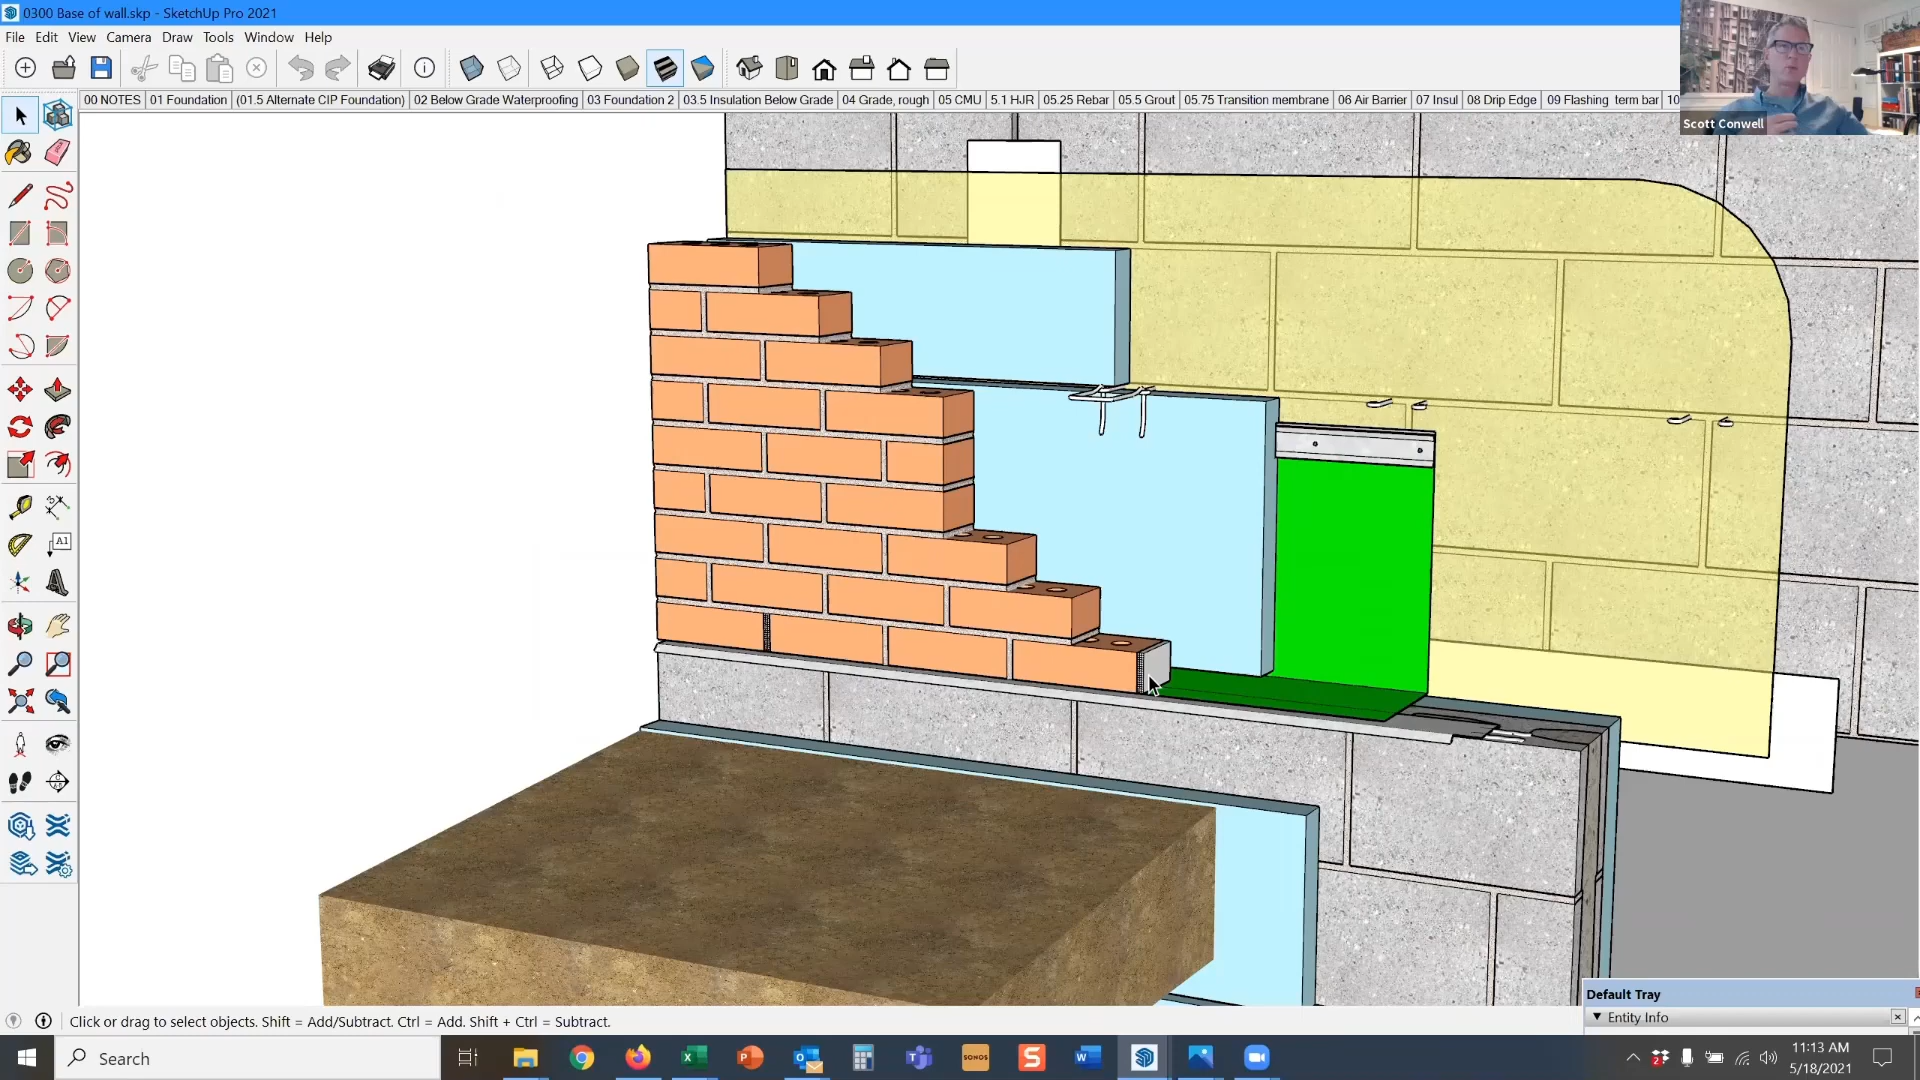 0300 Base of wall.skp - SketchUp Pro 2021
File Edit View Camera Draw Tools Window Help
00 NOTES 01 Foundation (01.5 Alternate CIP Foundation) 02 Below Grade Waterproofing 03 Foundation 2 03.5 Insulation Below Grade 04 Grade, rough 05 CMU 5.1 HJR 05.25 Rebar 05.5 Grout 05.75 Transition membrane 06 Air Barrier 07 Insul 08 Drip Edge 09 Flashing term bar 10
Scott Conwell
A1
Default Tray
Entity Info
Click or drag to select objects. Shift = Add/Subtract. Ctrl = Add. Shift + Ctrl = Subtract.
Search
SONOS
2
11:13 AM
5/18/2021